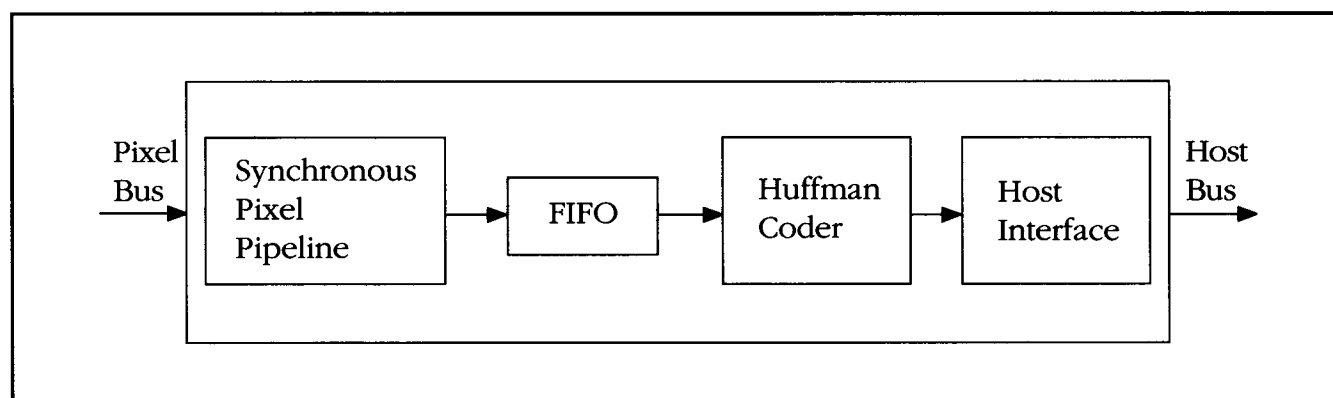 Pixel
Bus
Synchronous
Pixel
Pipeline
FIFO
Huffman
Coder
Host
Interface
Host
Bus